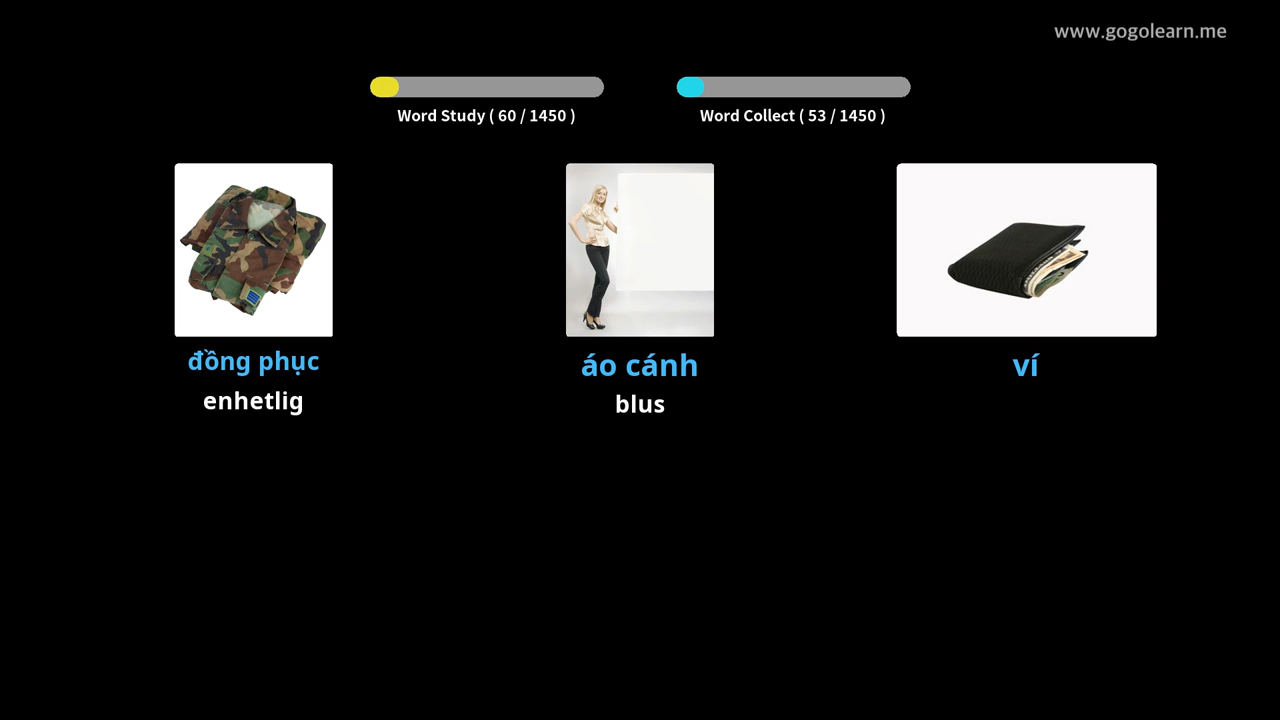 www.gogolearn.me
Word Study ( 60 / 1450 )
Word Collect ( 53 / 1450 )
đồng phục
enhetlig
áo cánh
blus
ví